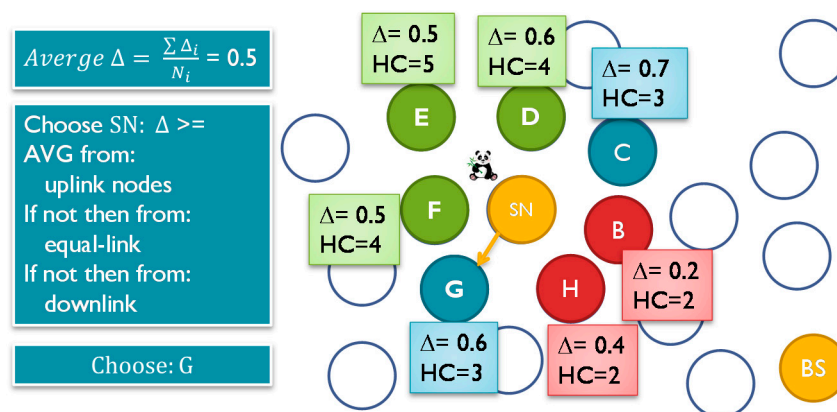 Averge Δ = ∑ Δi / Ni = 0.5
Choose SN: Δ >=
AVG from:
uplink nodes
If not then from:
equal-link
If not then from:
downlink
Choose: G
Δ= 0.5
HC=5
Δ= 0.6
HC=4
Δ= 0.7
HC=3
E
D
C
Δ= 0.5
HC=4
F
SN
B
Δ= 0.2
HC=2
G
H
Δ= 0.6
HC=3
Δ= 0.4
HC=2
BS